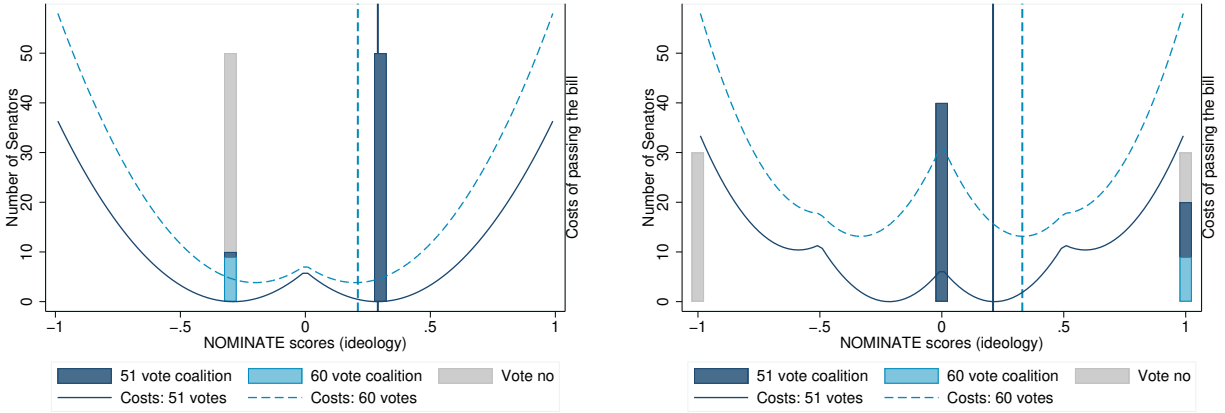 Number of Senators
50
40
30
20
10
0
Costs of passing the bill
−1
−.5
0
.5
1
NOMINATE scores (ideology)
51 vote coalition
60 vote coalition
Vote no
Costs: 51 votes
Costs: 60 votes
Number of Senators
50
40
30
20
10
0
Costs of passing the bill
−1
−.5
0
.5
1
NOMINATE scores (ideology)
51 vote coalition
60 vote coalition
Vote no
Costs: 51 votes
Costs: 60 votes